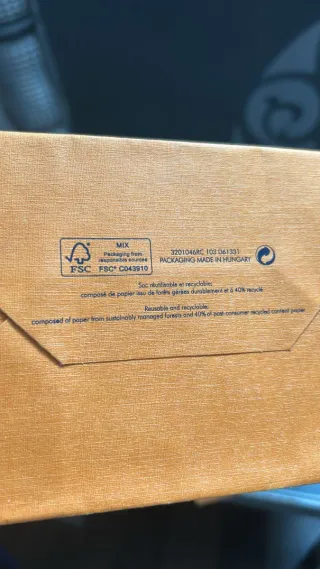 MIX
Packaging from
responsible sources
FSC
FSC® C043910
3201046RC 103 D61331
PACKAGING MADE IN HUNGARY
Sac réutilisable et recyclable:
composé de papier issu de forêts gérées durablement et à 40% recyclé.
Reusable and recyclable:
composed of paper from sustainably managed forests and 40% of post-consumer recycled content paper